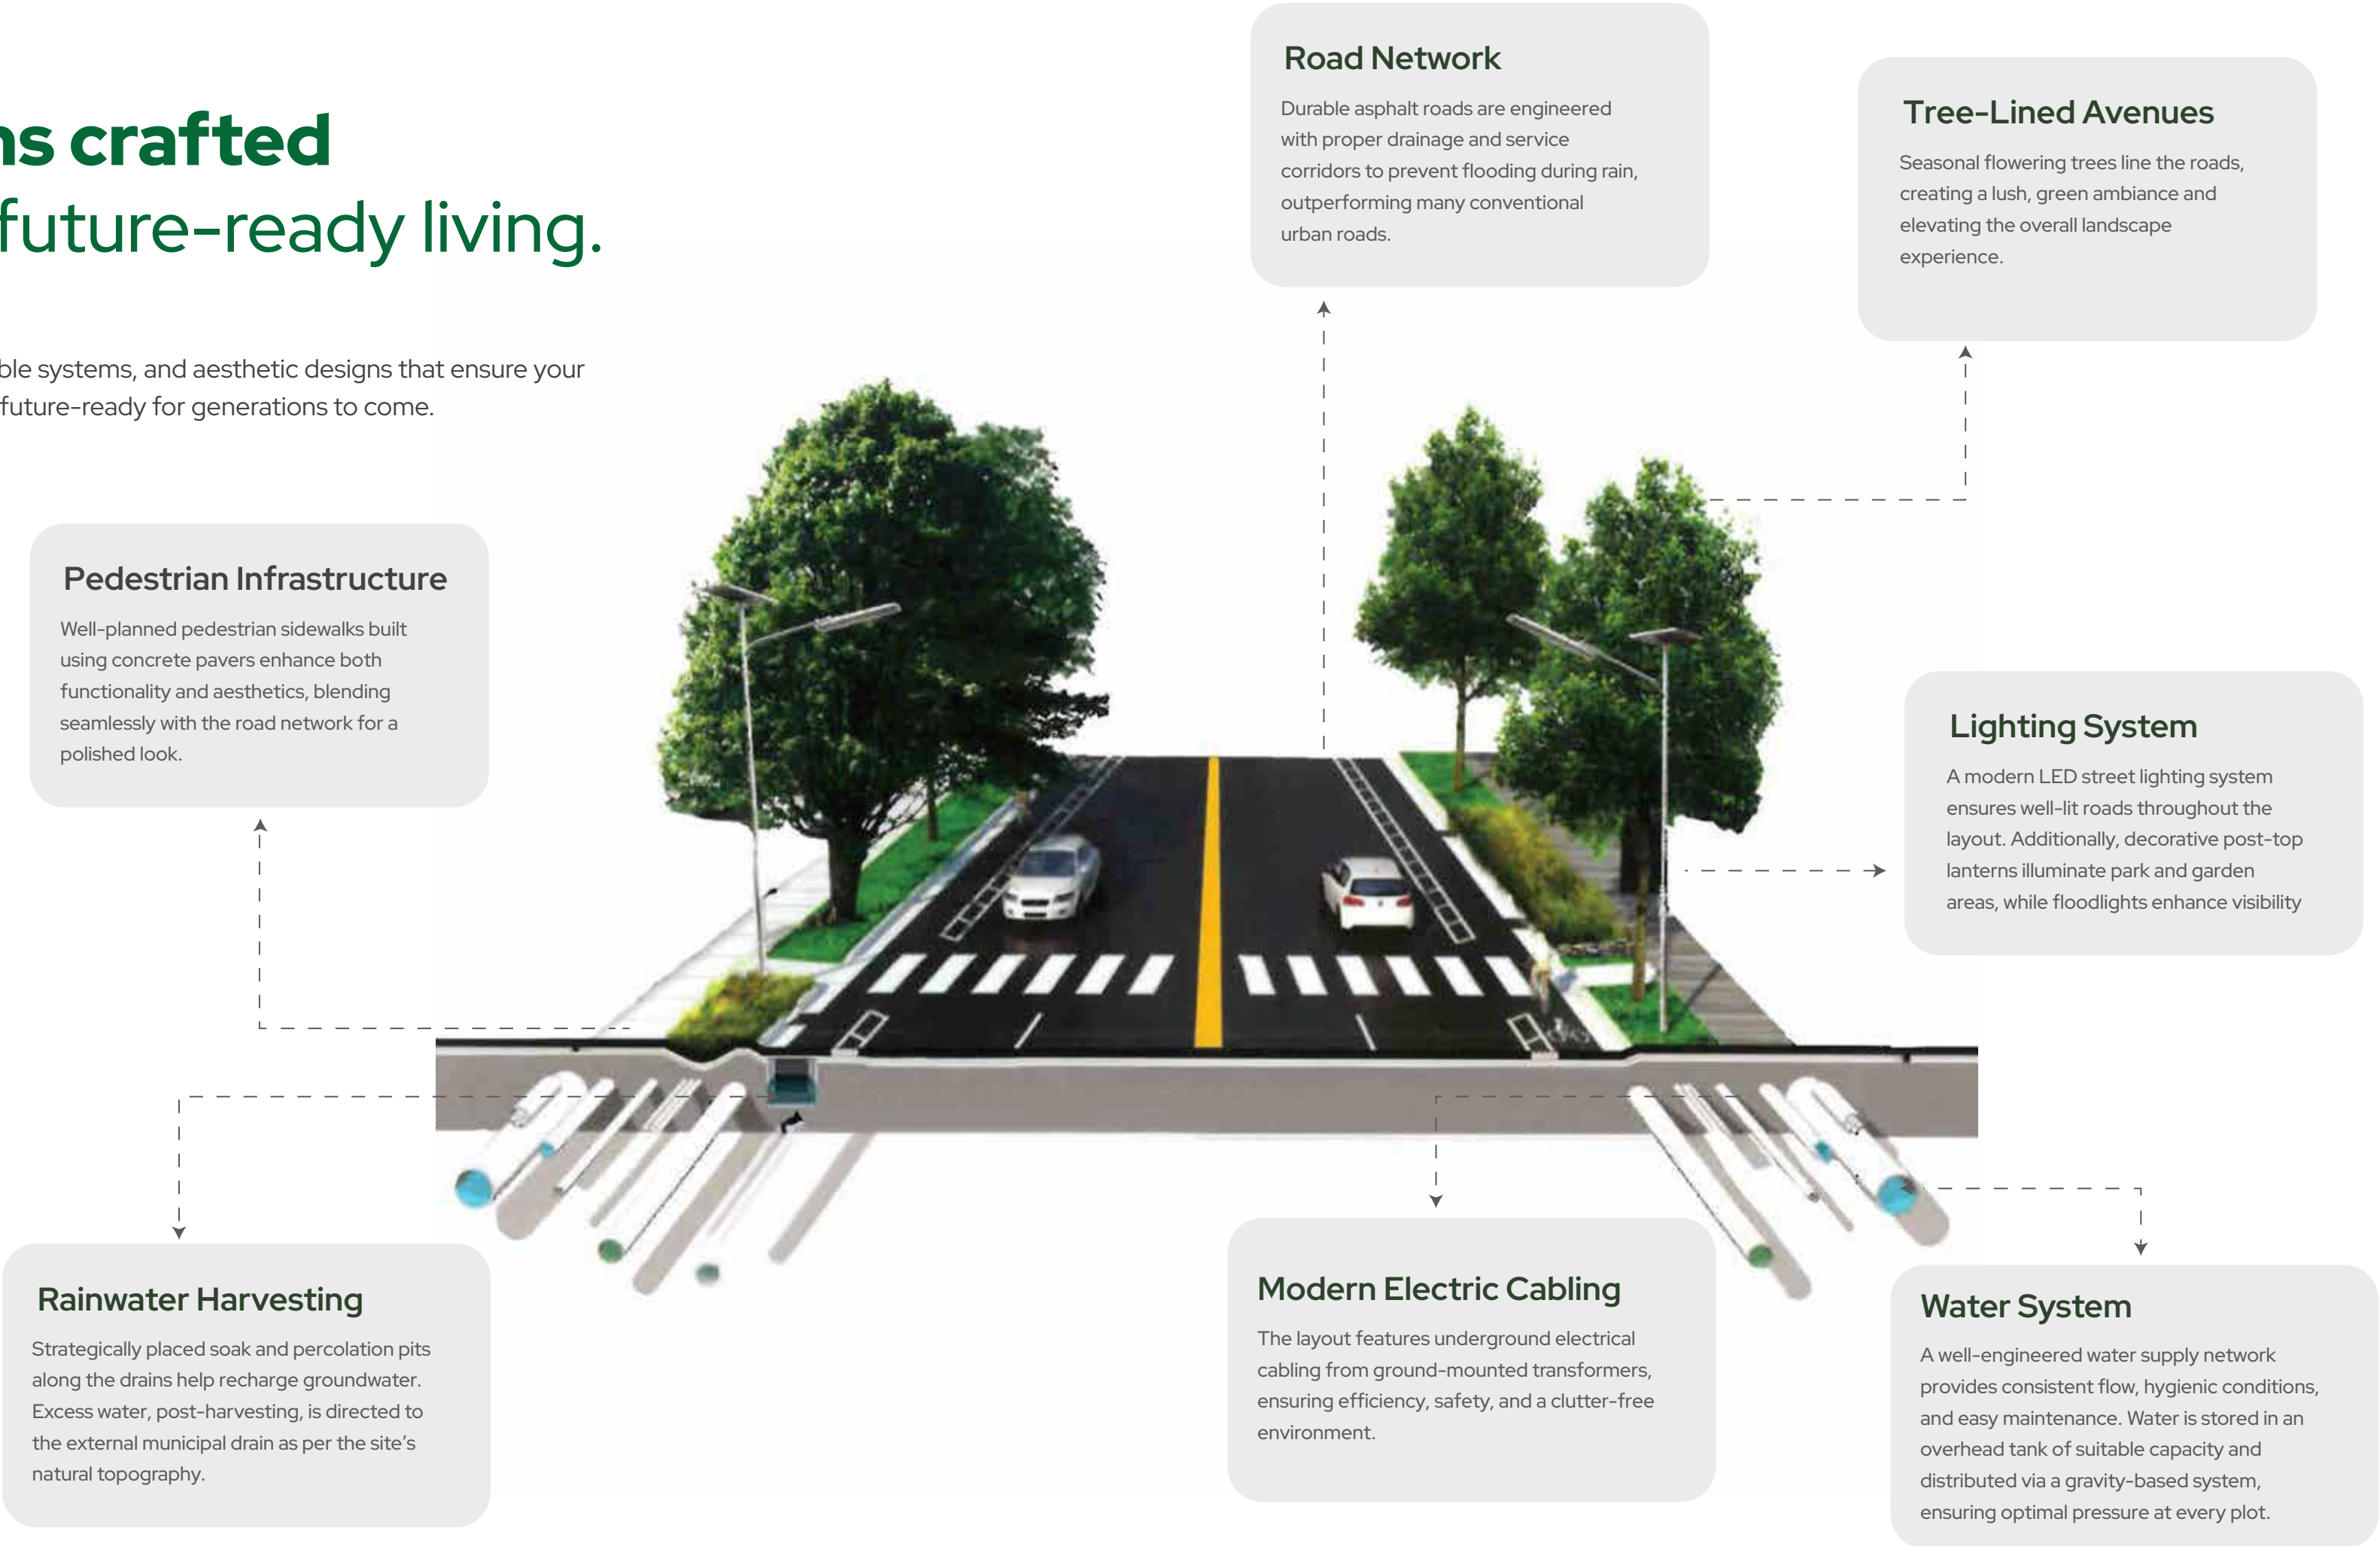 ns crafted
future-ready living.
ble systems, and aesthetic designs that ensure your
future-ready for generations to come.
Road Network
Durable asphalt roads are engineered
with proper drainage and service
corridors to prevent flooding during rain,
outperforming many conventional
urban roads.
Tree-Lined Avenues
Seasonal flowering trees line the roads,
creating a lush, green ambiance and
elevating the overall landscape
experience.
Pedestrian Infrastructure
Well-planned pedestrian sidewalks built
using concrete pavers enhance both
functionality and aesthetics, blending
seamlessly with the road network for a
polished look.
Lighting System
A modern LED street lighting system
ensures well-lit roads throughout the
layout. Additionally, decorative post-top
lanterns illuminate park and garden
areas, while floodlights enhance visibility
Rainwater Harvesting
Strategically placed soak and percolation pits
along the drains help recharge groundwater.
Excess water, post-harvesting, is directed to
the external municipal drain as per the site's
natural topography.
Modern Electric Cabling
The layout features underground electrical
cabling from ground-mounted transformers,
ensuring efficiency, safety, and a clutter-free
environment.
Water System
A well-engineered water supply network
provides consistent flow, hygienic conditions,
and easy maintenance. Water is stored in an
overhead tank of suitable capacity and
distributed via a gravity-based system,
ensuring optimal pressure at every plot.